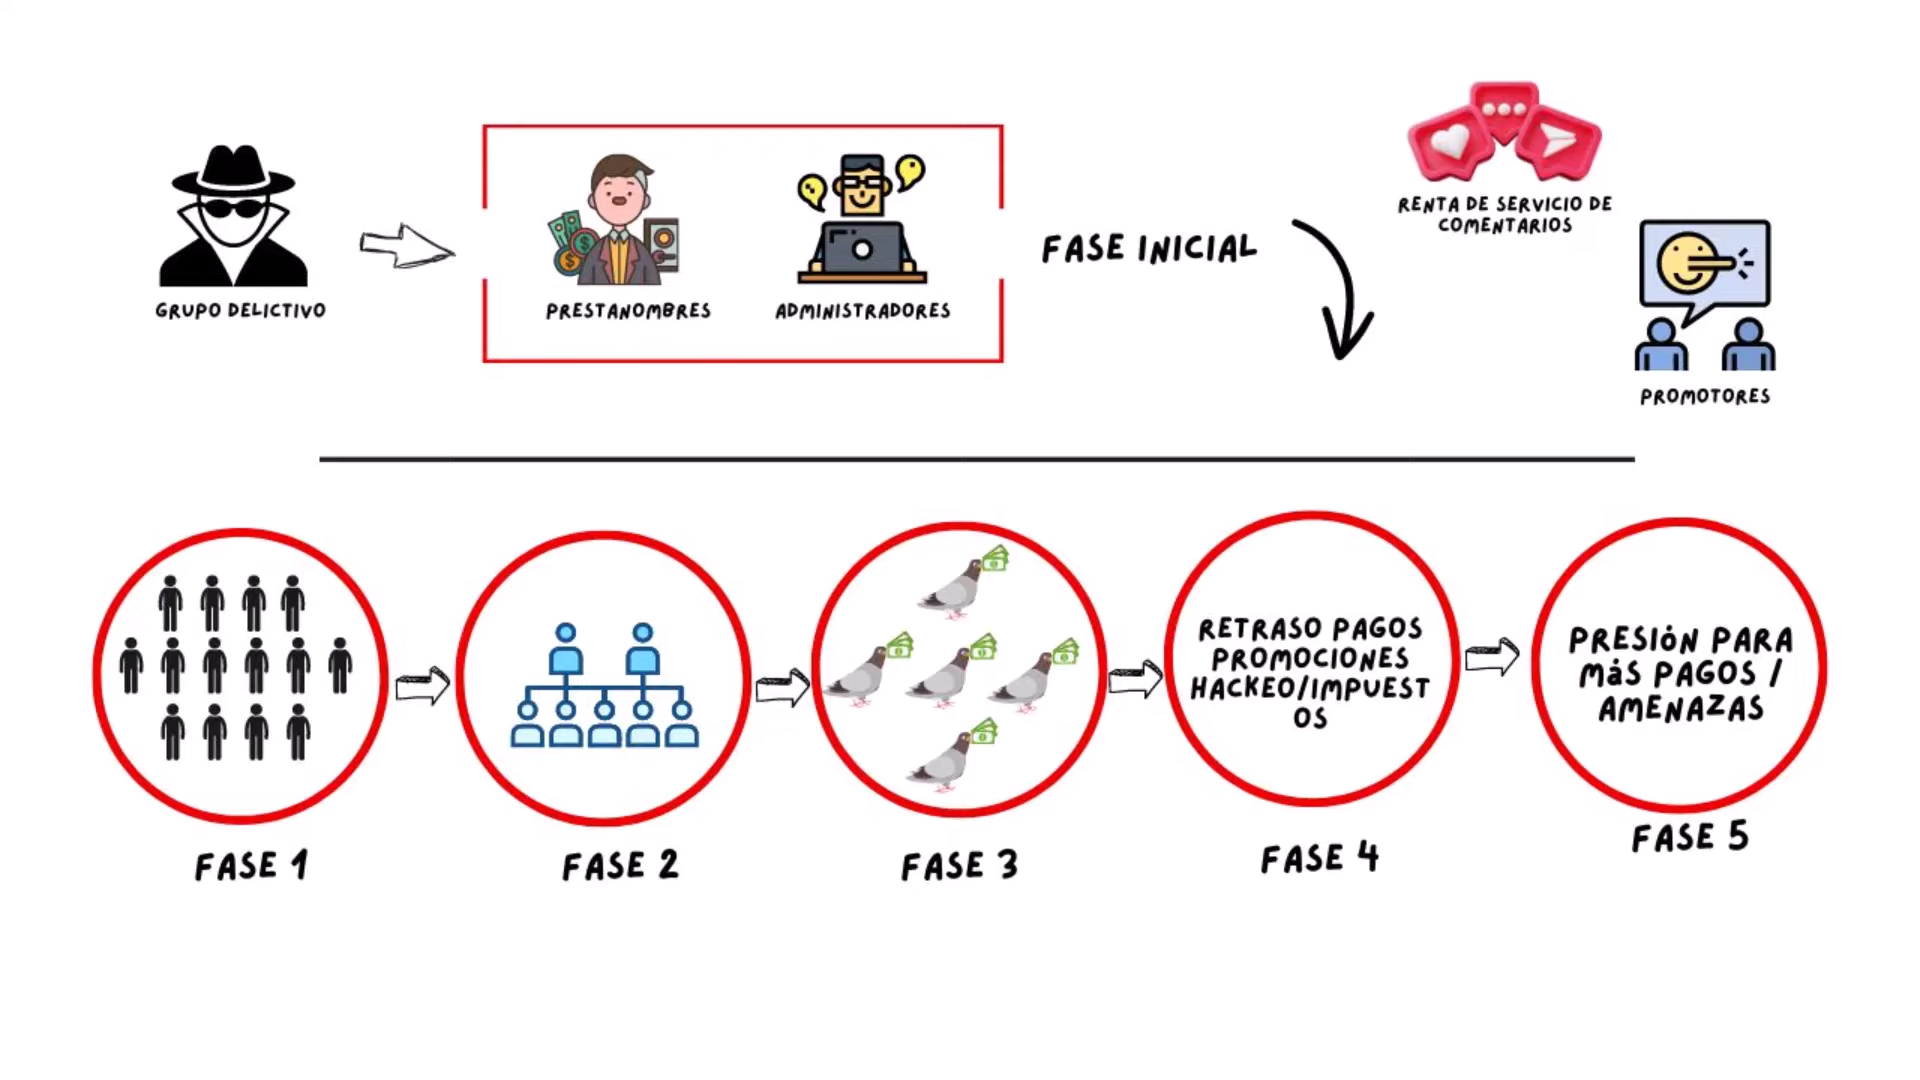 RENTA DE SERVICIO DE
COMENTARIOS
FASE INICIAL
GRUPO DELICTIVO
PRESTANOMBRES
ADMINISTRADORES
PROMOTORES
RETRASO PAGOS
PROMOCIONES
HACKEO/IMPUEST
OS
PRESIÓN PARA
MáS PAGOS /
AMENAZAS
FASE 1
FASE 2
FASE 3
FASE 4
FASE 5